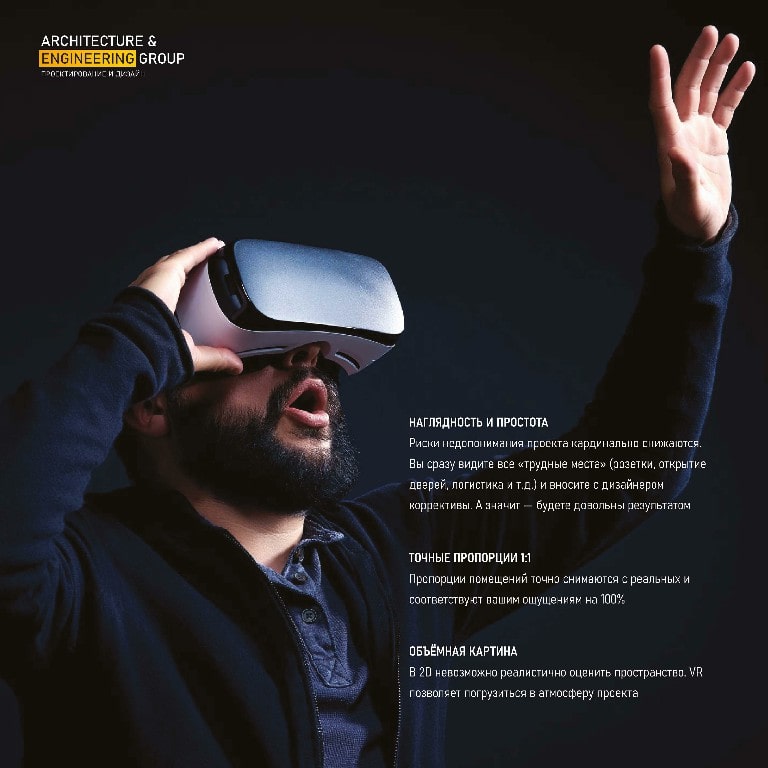 ARCHITECTURE &
ENGINEERING GROUP
ПРОЕКТИРОВАНИЕ И ДИЗАЙН
НАГЛЯДНОСТЬ И ПРОСТОТА
Риски недопонимания проекта кардинально снижаются.
Вы сразу видите все «трудные места» (розетки, открытие
дверей, логистика и т.д.) и вносите с дизайнером
коррективы. А значит — будете довольны результатом
ТОЧНЫЕ ПРОПОРЦИИ 1:1
Пропорции помещений точно снимаются с реальных и
соответствуют вашим ощущениям на 100%
ОБЪЁМНАЯ КАРТИНА
В 2D невозможно реалистично оценить пространство. VR
позволяет погрузиться в атмосферу проекта